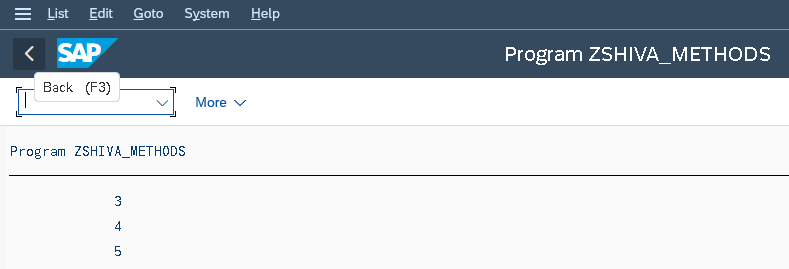 List Edit Goto System Help
SAP Program ZSHIVA_METHODS
Back (F3)
More
Program ZSHIVA_METHODS
3
4
5